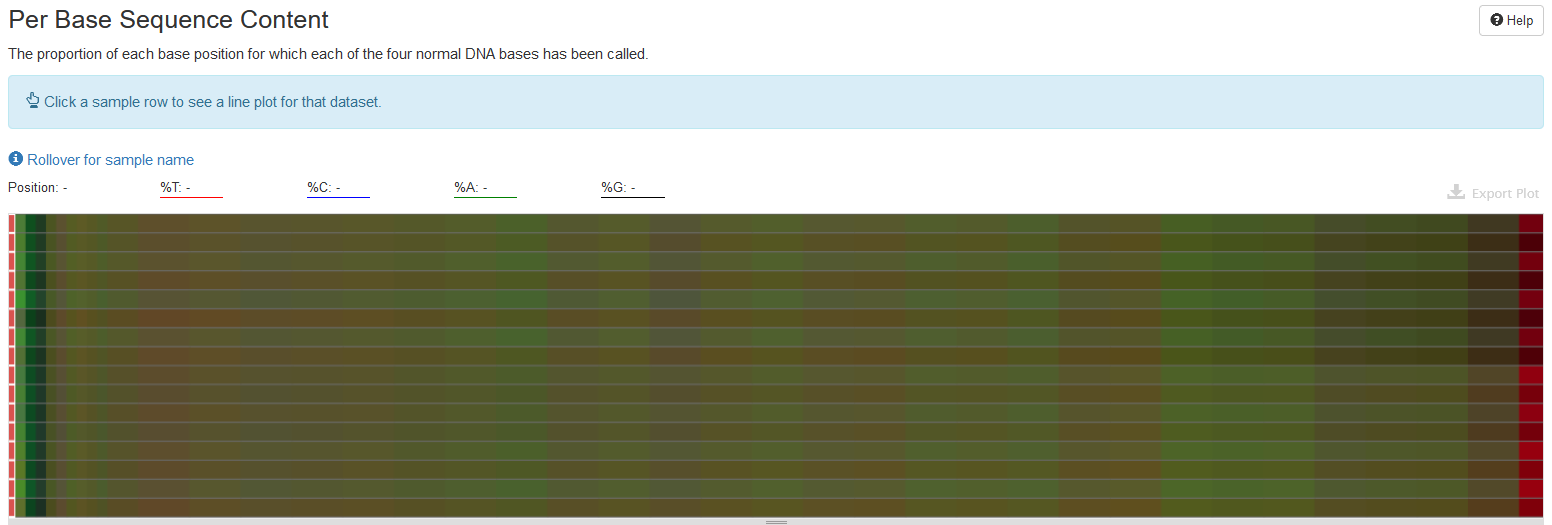 Per Base Sequence Content
Help
The proportion of each base position for which each of the four normal DNA bases has been called.
Click a sample row to see a line plot for that dataset.
Rollover for sample name
Position: - %T: - %C: - %A: - %G: -
Export Plot